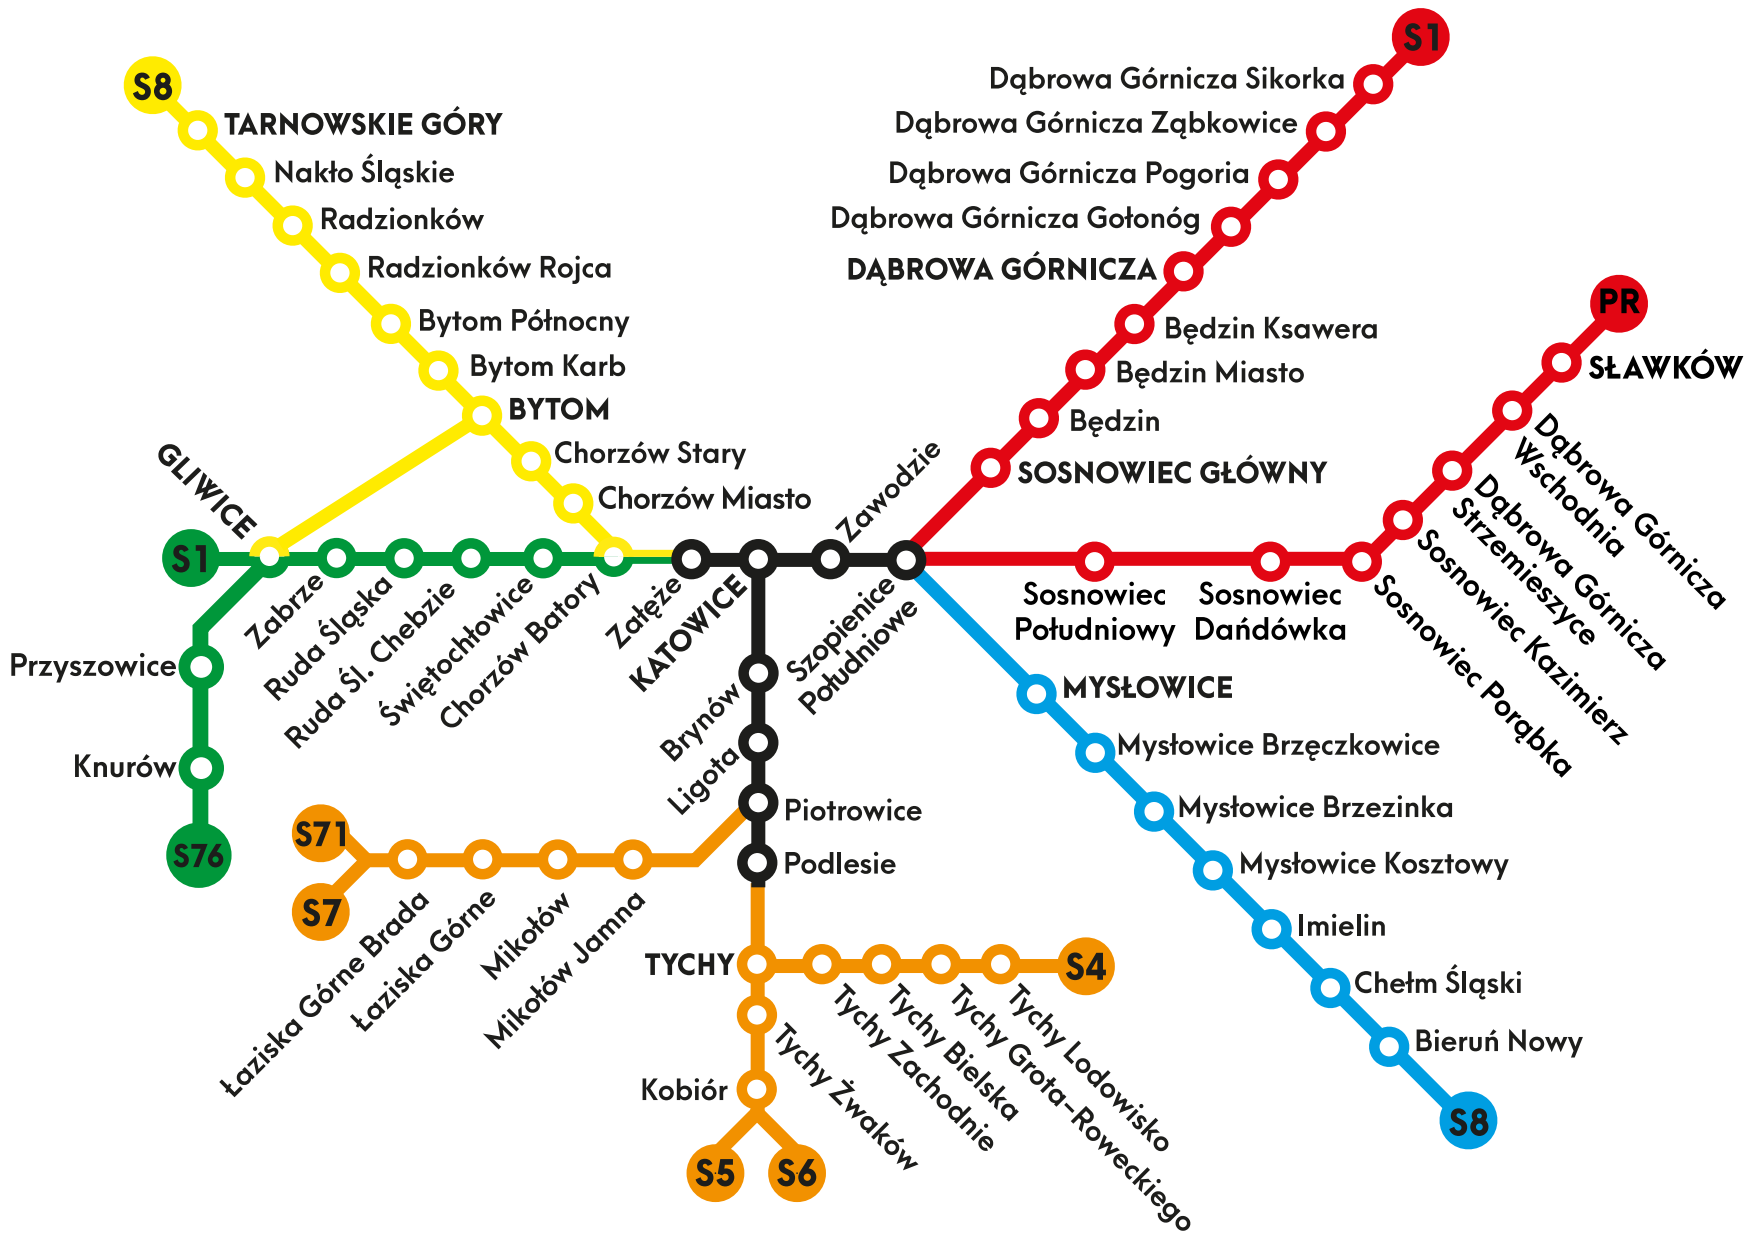 S8
TARNOWSKIE GÓRY
Nakło Śląskie
Radzionków
Radzionków Rojca
Bytom Północny
Bytom Karb
BYTOM
Chorzów Stary
Chorzów Miasto
S1
Dąbrowa Górnicza Sikorka
Dąbrowa Górnicza Ząbkowice
Dąbrowa Górnicza Pogoria
Dąbrowa Górnicza Gołonóg
DĄBROWA GÓRNICZA
Będzin Ksawera
Będzin Miasto
Będzin
SOSNOWIEC GŁÓWNY
PR
SŁAWKÓW
Dąbrowa Górnicza
Wschodnia
Dąbrowa Górnicza
Strzemieszyce
Sosnowiec Kazimierz
Sosnowiec Porąbka
Sosnowiec
Dańdówka
Sosnowiec
Południowy
GLIWICE
S1
Zabrze
Ruda Śląska
Ruda Śl. Chebzie
Świętochłowice
Chorzów Batory
Załęże
KATOWICE
Zawodzie
Szopienice
Południowe
Przyszowice
Knurów
S76
Brynów
Ligota
Piotrowice
Podlesie
S71
S7
Łaziska Górne Brada
Łaziska Górne
Mikołów
Mikołów Jamna
TYCHY
S4
Tychy Zachodnie
Tychy Bielska
Tychy Grota-Roweckiego
Tychy Lodowisko
Tychy Żwaków
Kobiór
S5
S6
MYSŁOWICE
Mysłowice Brzęczkowice
Mysłowice Brzezinka
Mysłowice Kosztowy
Imielin
Chełm Śląski
Bieruń Nowy
S8